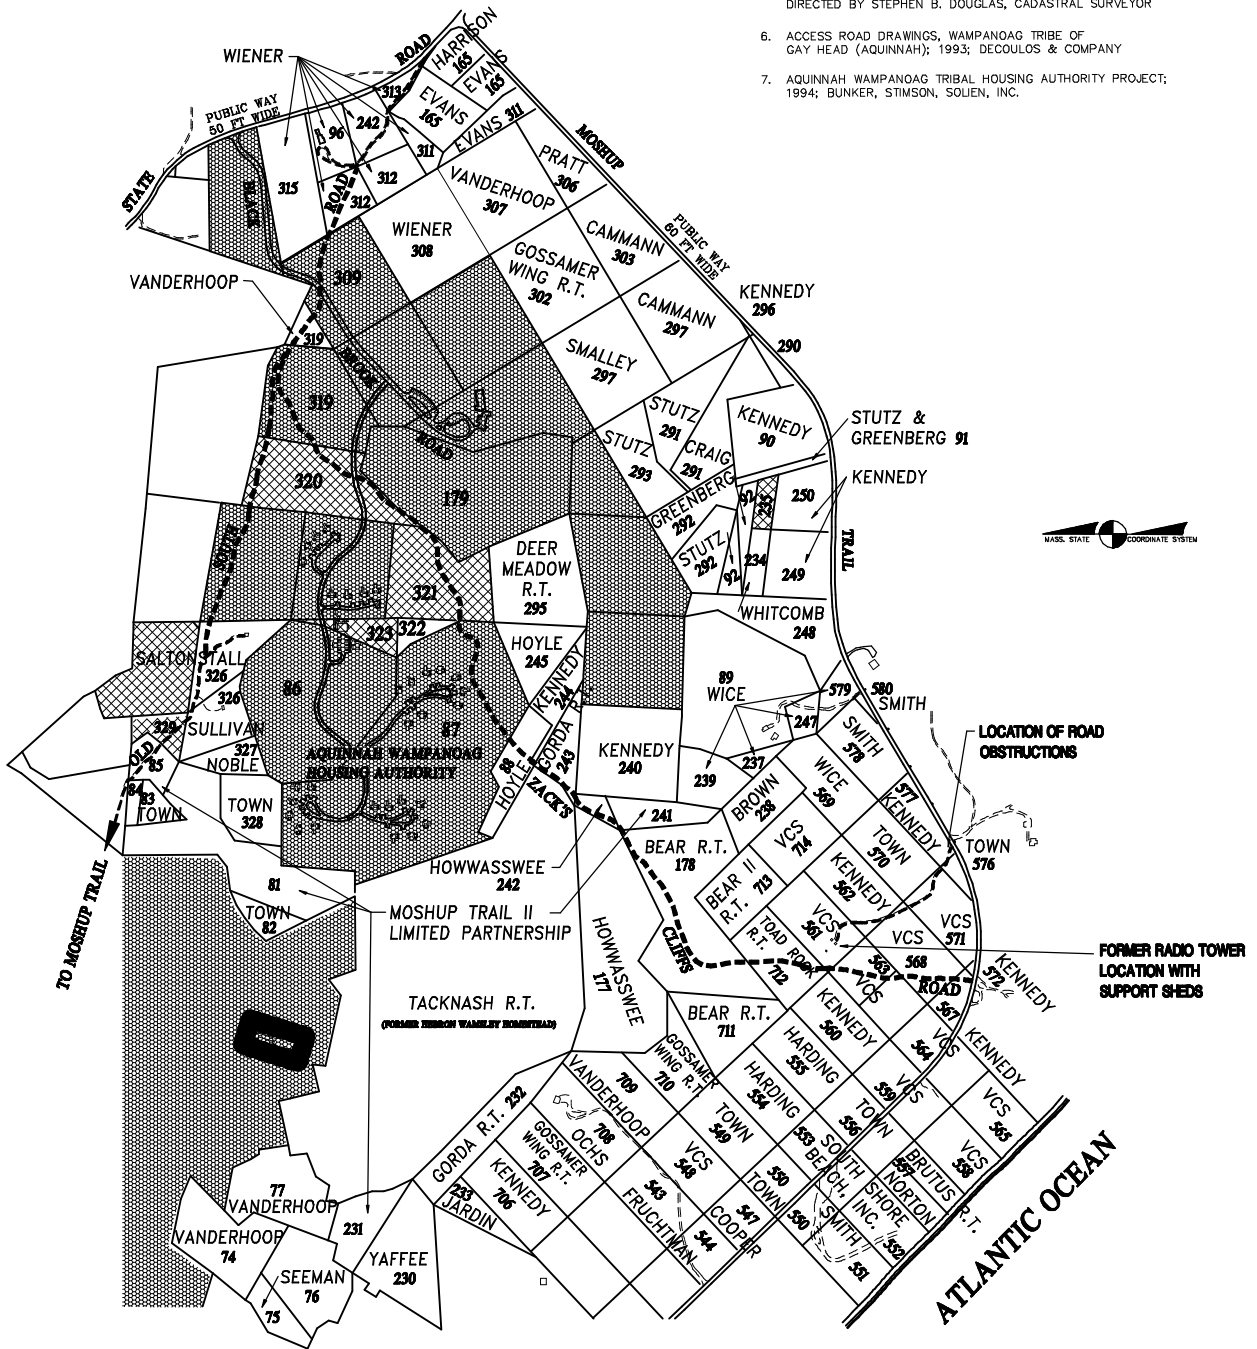 DIRECTED BY STEPHEN B. DOUGLAS, CADASTRAL SURVEYOR
6. ACCESS ROAD DRAWINGS, WAMPANOAG TRIBE OF
GAY HEAD (AQUINNAH); 1993; DECOULOS & COMPANY
7. AQUINNAH WAMPANOAG TRIBAL HOUSING AUTHORITY PROJECT;
1994; BUNKER, STIMSON, SOLIEN, INC.
WIENER
ROAD
HARRISON
165
EVANS
165
313
EVANS
165
PUBLIC WAY
50 FT WIDE
96
242
EVANS 311
311
MOSHUP
STATE
BLACK
315
ROAD
312
312
PRATT
306
VANDERHOOP
307
WIENER
308
CAMMANN
303
PUBLIC WAY
60 FT WIDE
GOSSAMER
WING R.T.
302
309
VANDERHOOP
KENNEDY
296
CAMMANN
297
319
290
BROOK
SMALLEY
297
319
STUTZ
291
KENNEDY
90
STUTZ &
GREENBERG 91
ROAD
STUTZ
293
CRAIG
291
KENNEDY
320
179
GREENBERG
292
92
235
250
SOUTH
STUTZ
292
92
234
249
TRAIL
MASS. STATE
COORDINATE SYSTEM
DEER
MEADOW
R.T.
295
321
WHITCOMB
248
323
322
HOYLE
245
SALTONSTALL
326
326
KENNEDY
244
89
WICE
579
580
SMITH
86
87
GORDA R.T.
243
247
SMITH
578
329
SULLIVAN
327
NOBLE
OLD
85
AQUINNAH WAMPANOAG
HOUSING AUTHORITY
88
HOYLE
KENNEDY
240
239
237
LOCATION OF ROAD
OBSTRUCTIONS
84
83
TOWN
TOWN
328
ZACK'S
BROWN
238
WICE
569
577
KENNEDY
241
TOWN
570
TOWN
576
BEAR R.T.
178
VCS
714
HOWWASSWEE
242
KENNEDY
562
BEAR II
R.T.
713
81
TOWN
82
MOSHUP TRAIL II
LIMITED PARTNERSHIP
TO MOSHUP TRAIL
HOWWASSWEE
177
CLIFFS
TOAD ROCK
R.T.
712
VCS
561
VCS
571
VCS
568
563
VCS
FORMER RADIO TOWER
LOCATION WITH
SUPPORT SHEDS
ROAD
572
KENNEDY
567
TACKNASH R.T.
(FORMER HEBRON WAMSLEY HOMESTEAD)
BEAR R.T.
711
KENNEDY
560
VCS
564
KENNEDY
GOSSAMER
WING R.T.
710
HARDING
555
HARDING
554
VCS
559
VCS
565
VANDERHOOP
709
TOWN
549
TOWN
556
GORDA R.T. 232
OCHS
708
GOSSAMER
WING R.T.
707
VCS
548
553
SOUTH SHORE
BEACH, INC.
BRUTUS R.T.
557
NORTON
VCS
558
KENNEDY
706
233
JARDIN
543
FRUCHTMAN
550
TOWN
550
547
COOPER
544
SMITH
551
552
77
VANDERHOOP
231
VANDERHOOP
74
YAFFEE
230
SEEMAN
76
75
ATLANTIC OCEAN